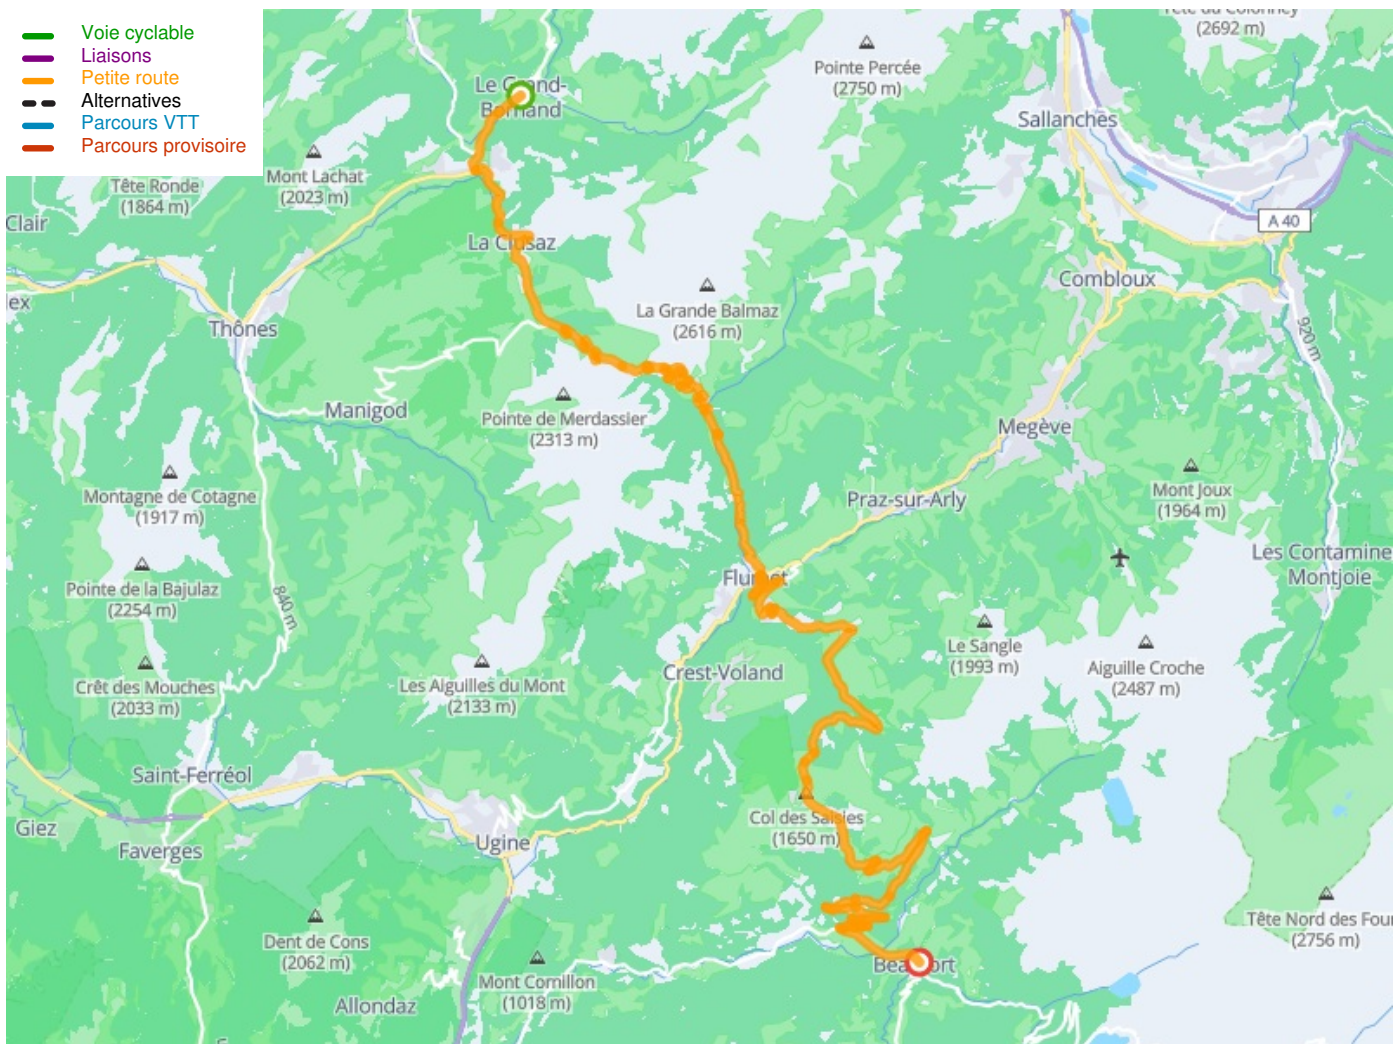 Voie cyclable
Liaisons
Petite route
Alternatives
Parcours VTT
Parcours provisoire
(2692 m)
Pointe Percée
(2750 m)
Le Grand-
Bornand
Sallanches
Mont Lachat
(2023 m)
Tête Ronde
(1864 m)
Clair
A 40
La Clusaz
Combloux
ex
La Grande Balmaz
(2616 m)
Thônes
920 m
Manigod
Pointe de Merdassier
(2313 m)
Megève
Montagne de Cotagne
(1917 m)
Praz-sur-Arly
Mont Joux
(1964 m)
Les Contamine
Montjoie
Pointe de la Bajulaz
(2254 m)
Flumet
840 m
Le Sangle
(1993 m)
Aiguille Croche
(2487 m)
Crest-Voland
Crêt des Mouches
(2033 m)
Les Aiguilles du Mont
(2133 m)
Saint-Ferréol
Giez
Col des Saisies
(1650 m)
Ugine
Faverges
Tête Nord des Four
(2756 m)
Dent de Cons
(2062 m)
Beaufort
Mont Cornillon
(1018 m)
Allondaz